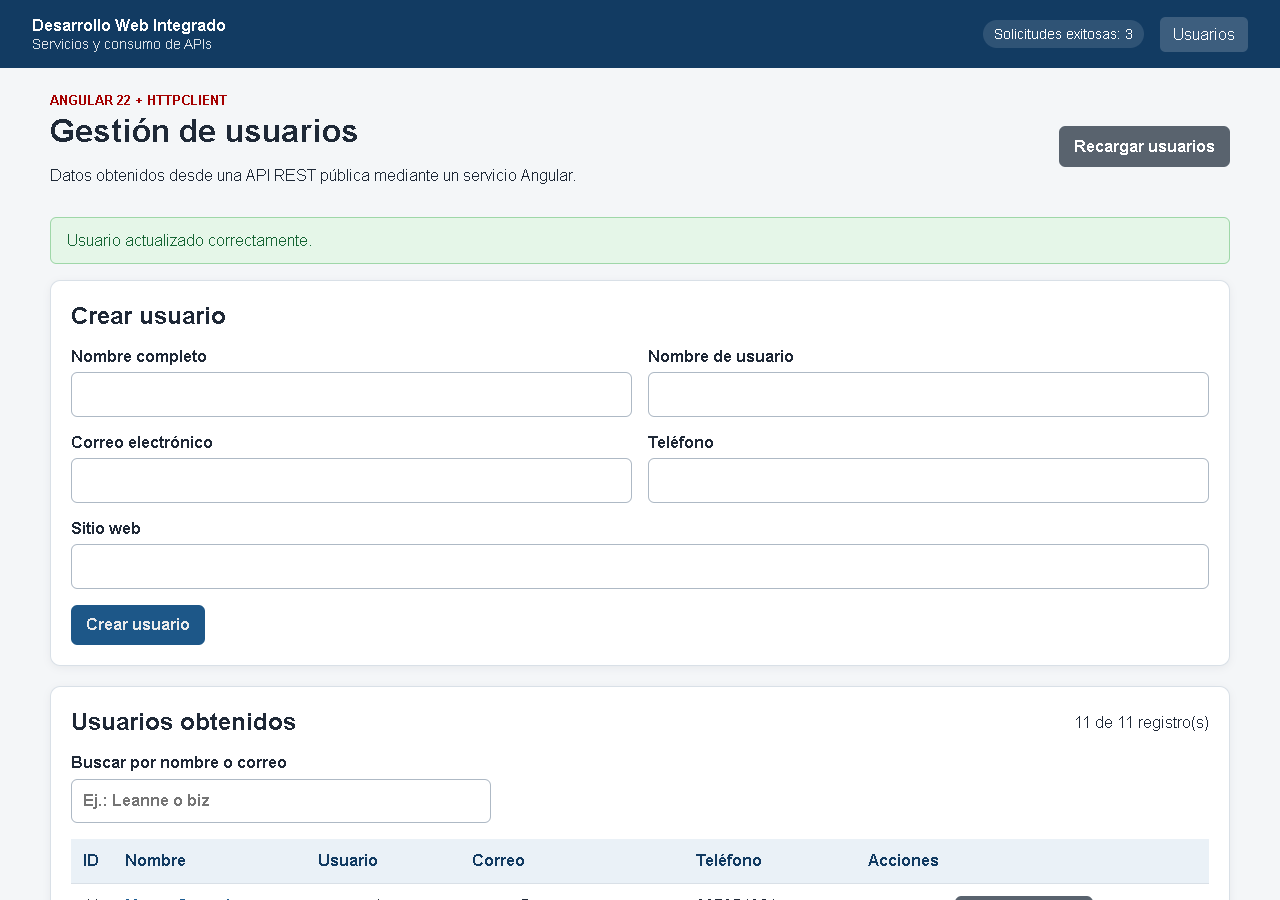 Desarrollo Web Integrado
Servicios y consumo de APIs
Solicitudes exitosas: 3
Usuarios
ANGULAR 22 + HTTPCLIENT
Gestión de usuarios
Recargar usuarios
Datos obtenidos desde una API REST pública mediante un servicio Angular.
Usuario actualizado correctamente.
Crear usuario
Nombre completo
Nombre de usuario
Correo electrónico
Teléfono
Sitio web
Crear usuario
Usuarios obtenidos
11 de 11 registro(s)
Buscar por nombre o correo
Ej.: Leanne o biz
ID Nombre Usuario Correo Teléfono Acciones